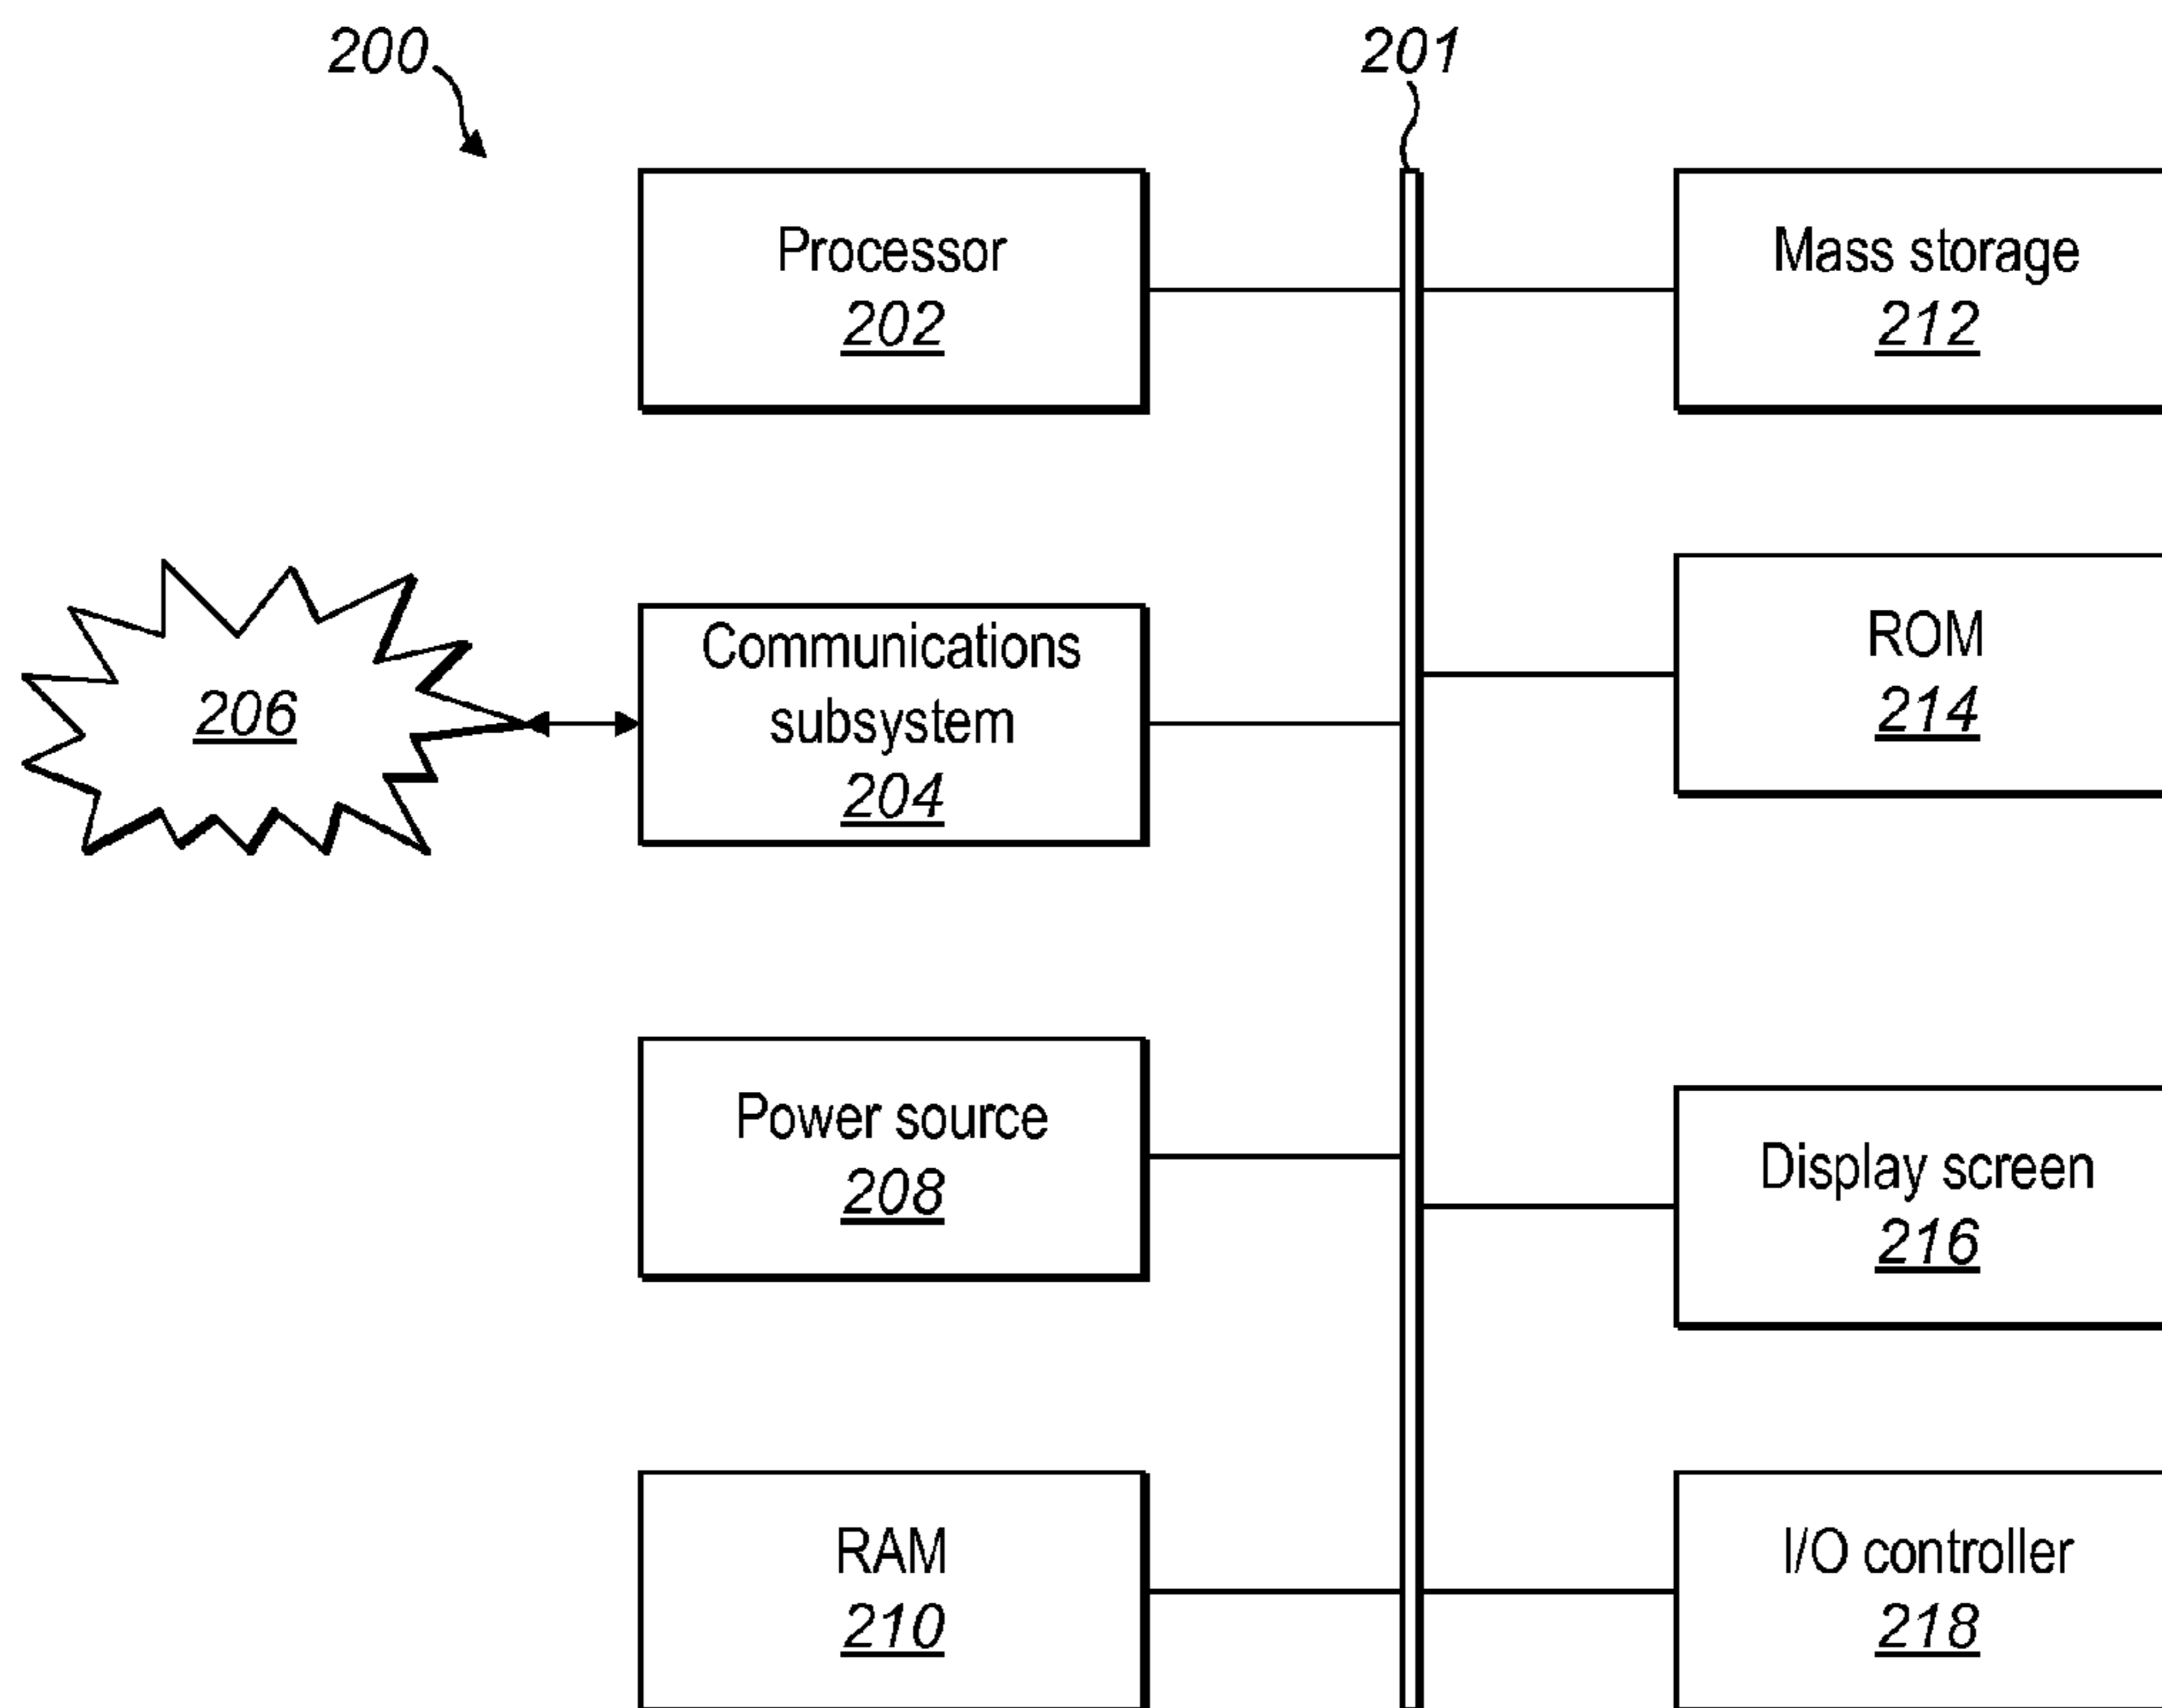 200
201
Processor
202
Mass storage
212
206
Communications
subsystem
204
ROM
214
Power source
208
Display screen
216
RAM
210
I/O controller
218